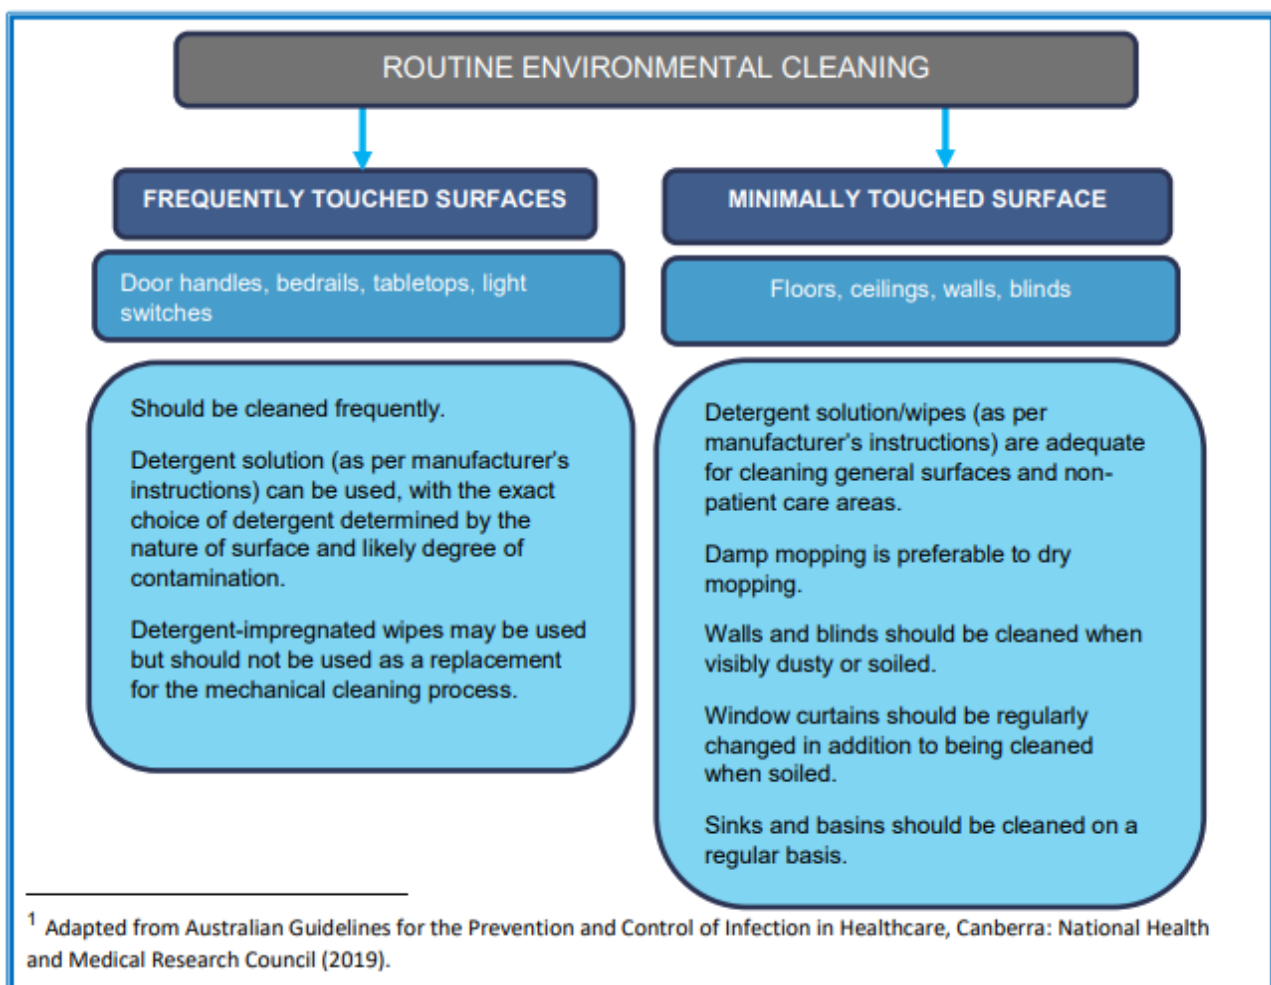 ROUTINE ENVIRONMENTAL CLEANING
FREQUENTLY TOUCHED SURFACES
Door handles, bedrails, tabletops, light
switches
Should be cleaned frequently.
Detergent solution (as per manufacturer's
instructions) can be used, with the exact
choice of detergent determined by the
nature of surface and likely degree of
contamination.
Detergent-impregnated wipes may be used
but should not be used as a replacement
for the mechanical cleaning process.
MINIMALLY TOUCHED SURFACE
Floors, ceilings, walls, blinds
Detergent solution/wipes (as per
manufacturer's instructions) are adequate
for cleaning general surfaces and non-
patient care areas.
Damp mopping is preferable to dry
mopping.
Walls and blinds should be cleaned when
visibly dusty or soiled.
Window curtains should be regularly
changed in addition to being cleaned
when soiled.
Sinks and basins should be cleaned on a
regular basis.
1 Adapted from Australian Guidelines for the Prevention and Control of Infection in Healthcare, Canberra: National Health
and Medical Research Council (2019).